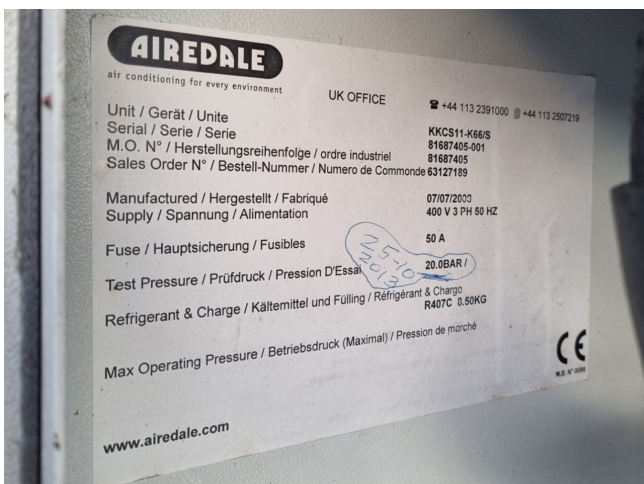 AIREDALE
air conditioning for every environment
UK OFFICE ☎ +44 113 2391000 +44 113 2507219
Unit / Gerät / Unite KKCS11-K66/S
Serial / Serie / Serie 81687405-001
M.O. N° / Herstellungsreihenfolge / ordre industriel 81687405
Sales Order N° / Bestell-Nummer / Numero de Commonde 63127189
Manufactured / Hergestellt / Fabriqué 07/07/2003
Supply / Spannung / Alimentation 400 V 3 PH 50 HZ
Fuse / Hauptsicherung / Fusibles 50 A
25-10
2013
Test Pressure / Prüfdruck / Pression D'Essai 20.0BAR /
Refrigerant & Charge / Kältemittel und Fülling / Réfrigérant & Charge
R407C 0.50KG
Max Operating Pressure / Betriebsdruck (Maximal) / Pression de marché
CE
www.airedale.com